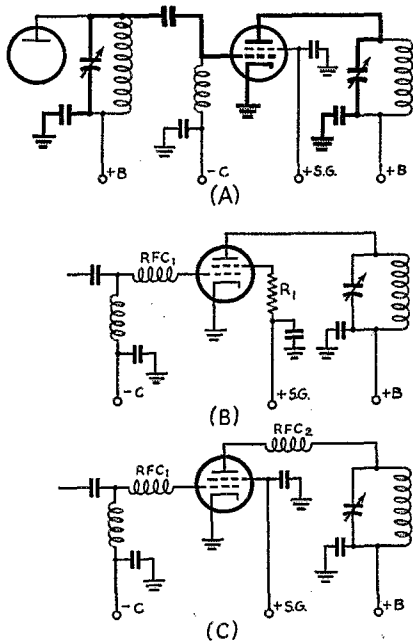 +B
-C
+S.G.
+B
(A)
RFC1
R1
-C
+S.G.
+B
(B)
RFC2
RFC1
-C
+S.G.
+B
(C)